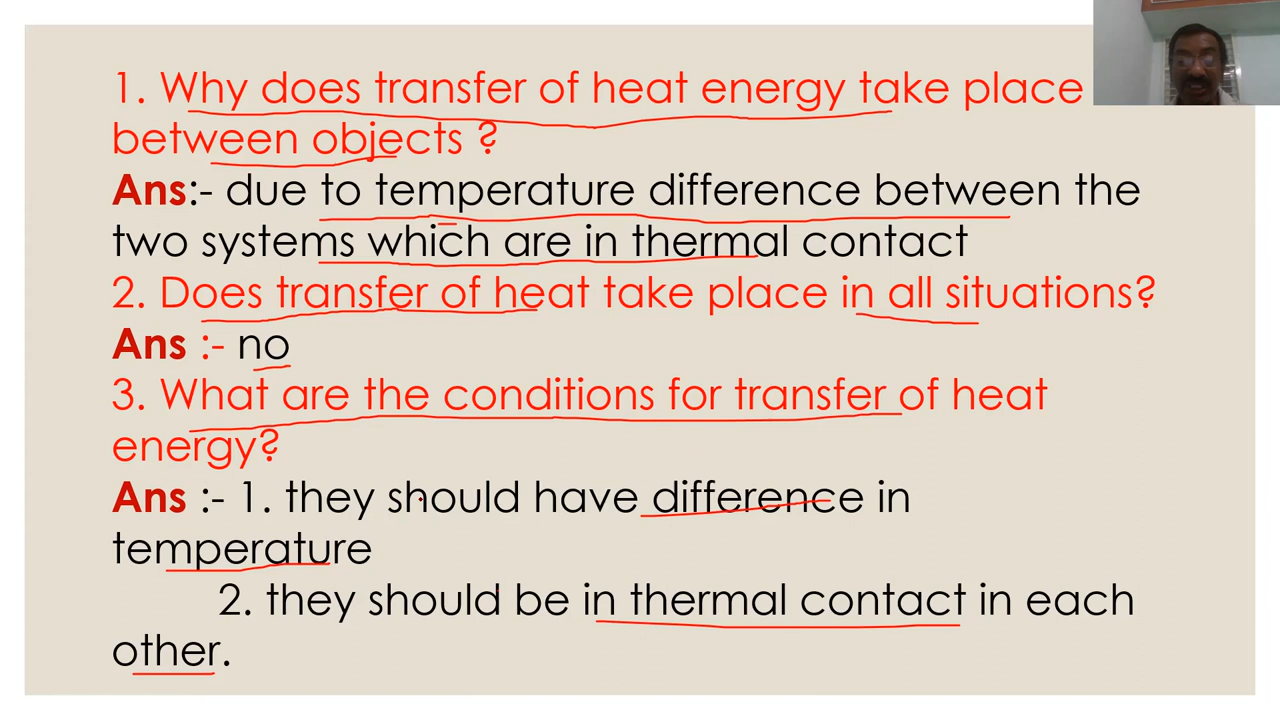 1. Why does transfer of heat energy take place
between objects ?
Ans:- due to temperature difference between the
two systems which are in thermal contact
2. Does transfer of heat take place in all situations?
Ans :- no
3. What are the conditions for transfer of heat
energy?
Ans :- 1. they should have difference in
temperature
2. they should be in thermal contact in each
other.